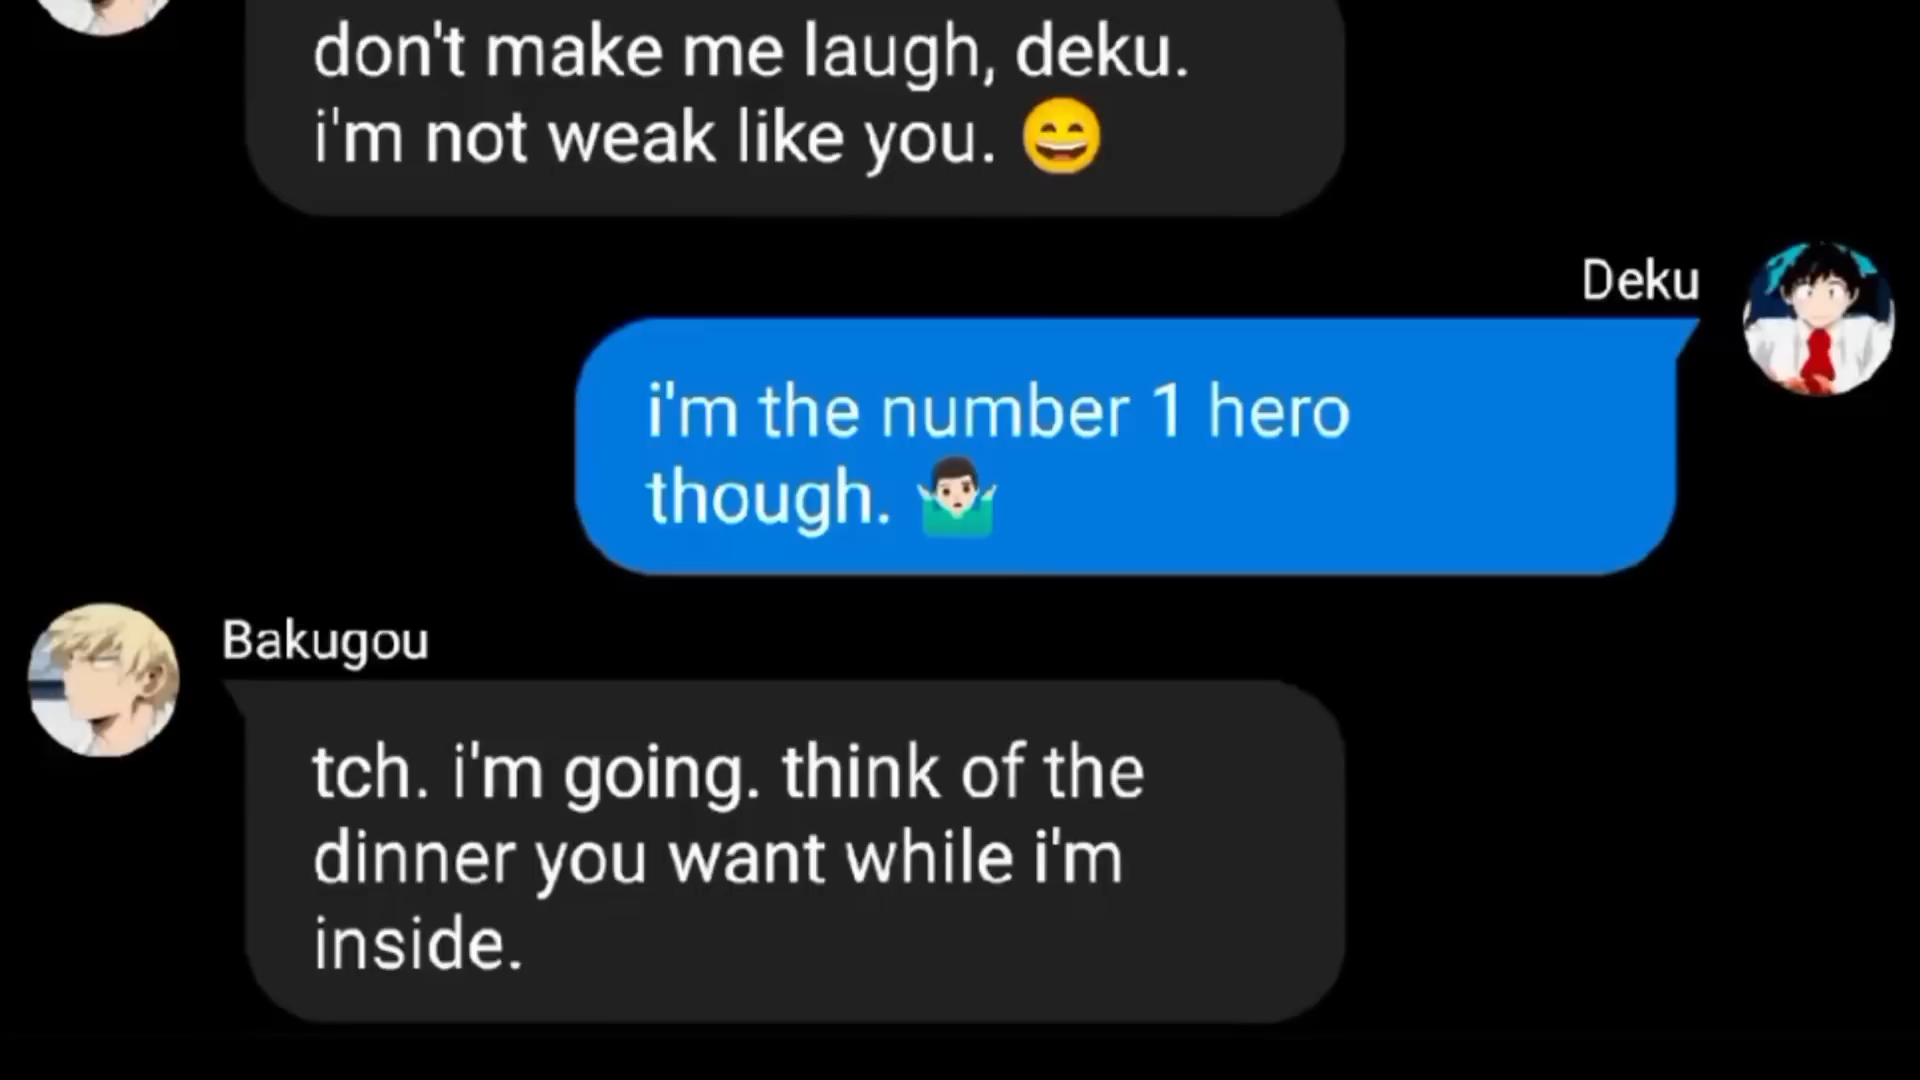 don't make me laugh, deku.
i'm not weak like you. 😄
Deku
i'm the number 1 hero
though. 🤷🏻‍♂️
Bakugou
tch. i'm going. think of the
dinner you want while i'm
inside.